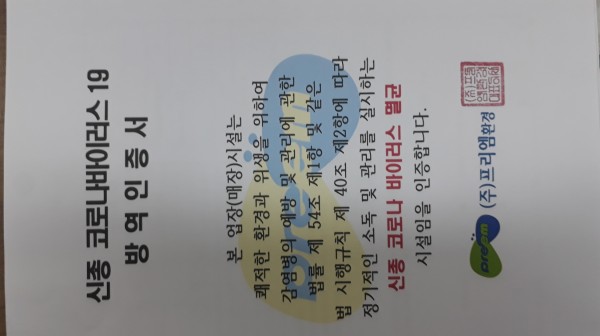 신종 코로나바이러스 19
방역인증서
본 업장(매장)시설는
쾌적한 환경과 위생을 위하여
감염병의 예방 및 관리에 관한
법률 제 54조 제1항 및 같은
법 시행규칙 제 40조 제2항에 따라
정기적인 소독 및 관리를 실시하는
신종 코로나 바이러스 멸균
시설임을 인증합니다.
preem
(주)프리엠환경